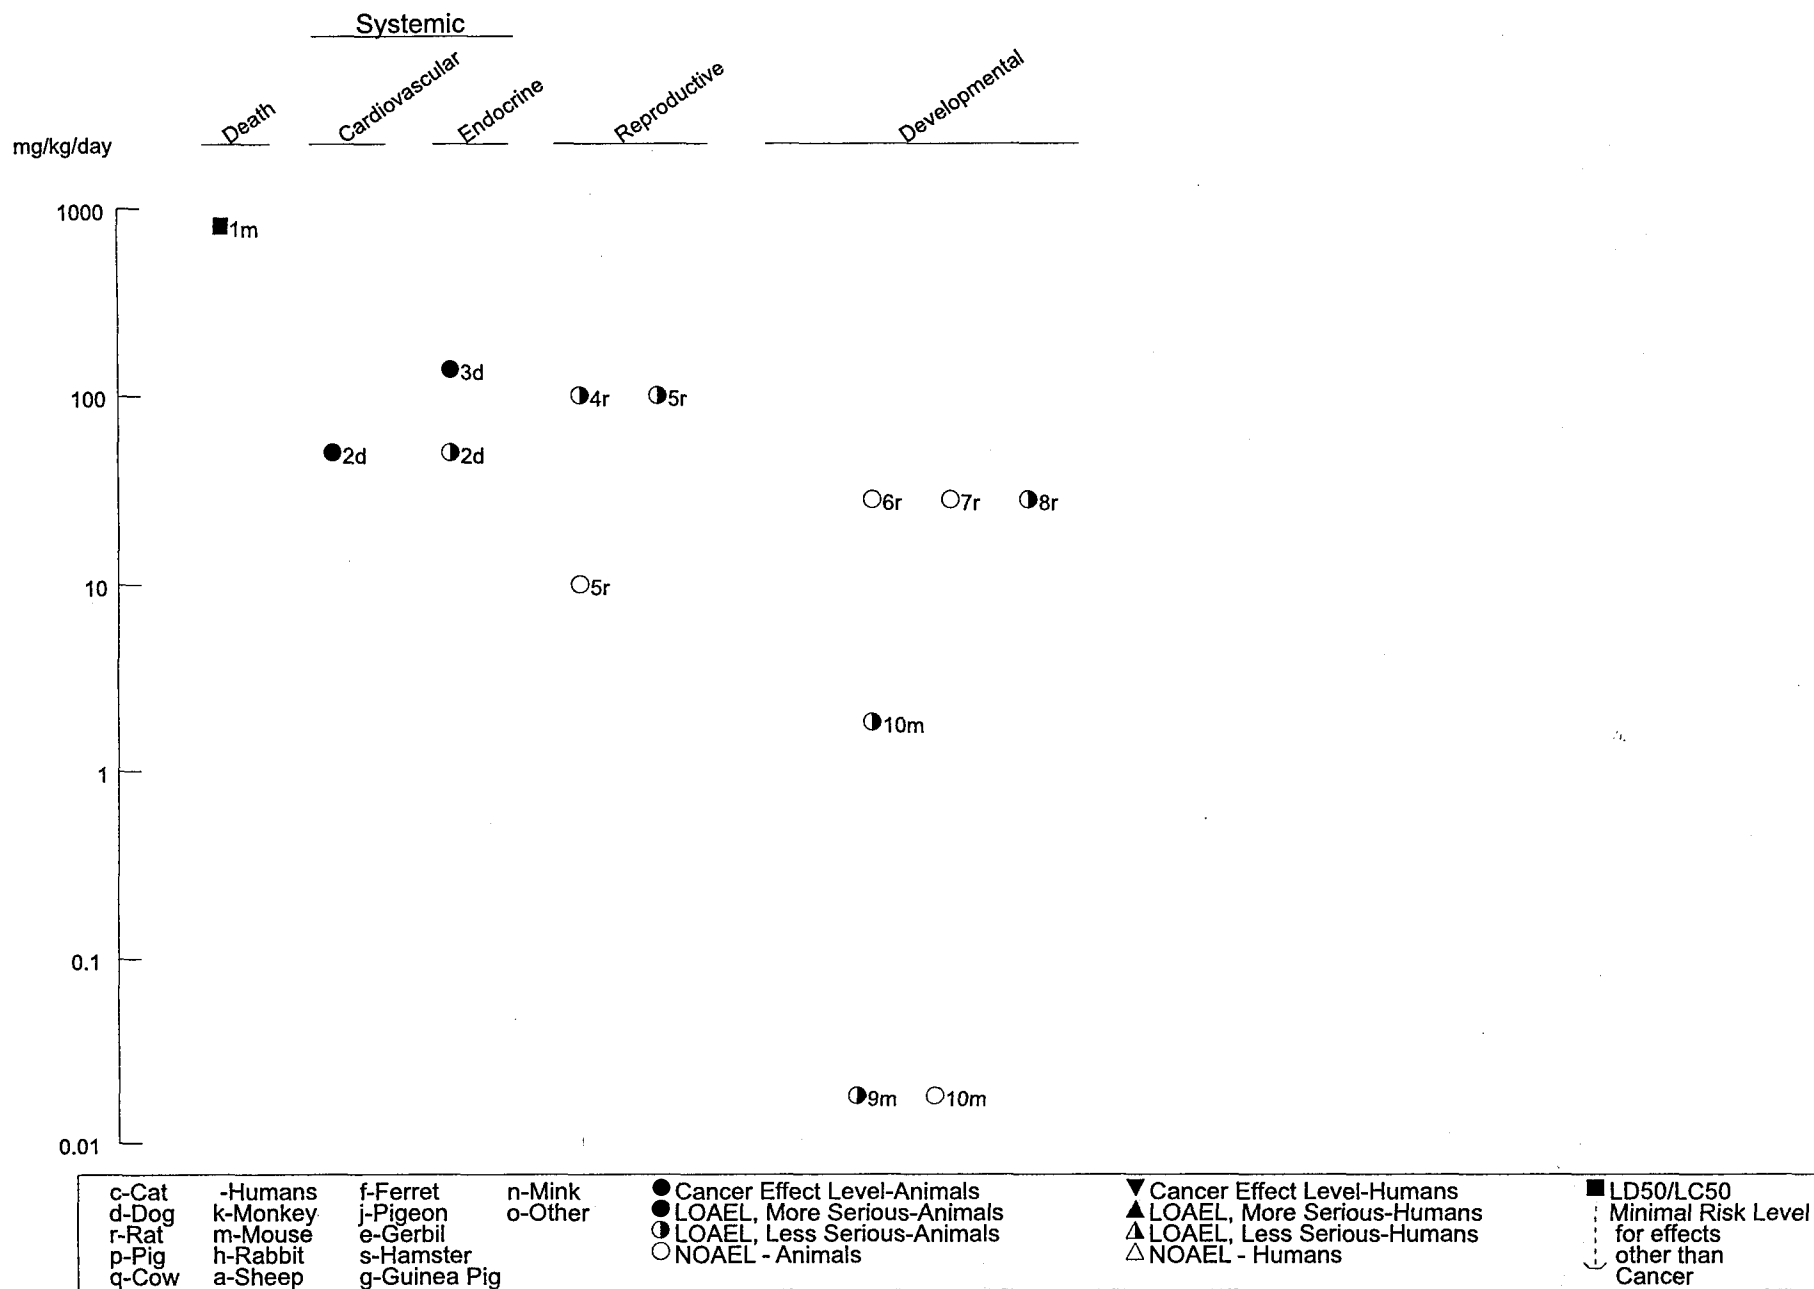 Systemic
Death
Cardiovascular
Endocrine
Reproductive
Developmental
mg/kg/day
1000
1m
3d
100
4r
5r
2d
2d
6r
7r
8r
10
5r
10m
1
0.1
9m
10m
0.01
c-Cat -Humans f-Ferret n-Mink Cancer Effect Level-Animals Cancer Effect Level-Humans LD50/LC50
d-Dog k-Monkey j-Pigeon o-Other LOAEL, More Serious-Animals LOAEL, More Serious-Humans Minimal Risk Level
r-Rat m-Mouse e-Gerbil LOAEL, Less Serious-Animals LOAEL, Less Serious-Humans for effects
p-Pig h-Rabbit s-Hamster NOAEL - Animals NOAEL - Humans other than
q-Cow a-Sheep g-Guinea Pig Cancer